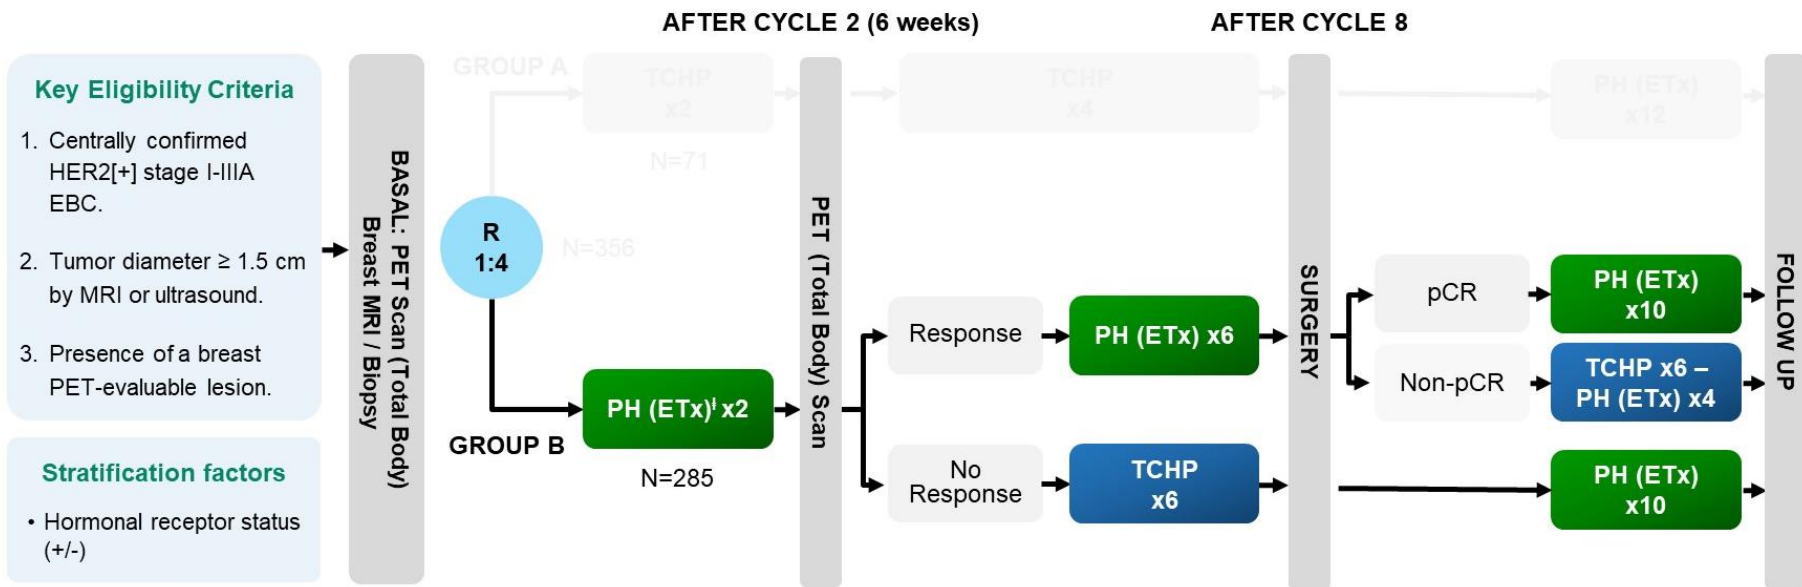 AFTER CYCLE 2 (6 weeks)
AFTER CYCLE 8
Key Eligibility Criteria
1. Centrally confirmed
HER2[+] stage I-IIIA
EBC.
2. Tumor diameter ≥ 1.5 cm
by MRI or ultrasound.
3. Presence of a breast
PET-evaluable lesion.
Stratification factors
• Hormonal receptor status
(+/-)
BASAL: PET Scan (Total Body)
Breast MRI / Biopsy
GROUP A
TCHP
x2
N=71
R
1:4
N=356
GROUP B
PH (ETx)ƚ x2
N=285
PET (Total Body) Scan
TCHP
x4
Response
PH (ETx) x6
No
Response
TCHP
x6
SURGERY
PH (ETx)
x12
pCR
PH (ETx)
x10
Non-pCR
TCHP x6 –
PH (ETx) x4
PH (ETx)
x10
FOLLOW UP